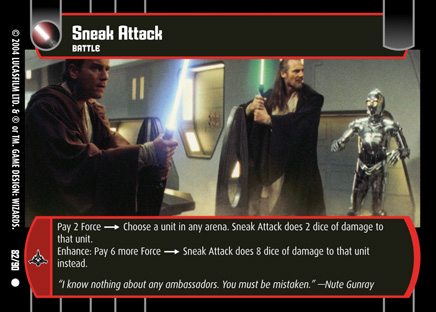 Sneak Attack
BATTLE
Pay 2 Force → Choose a unit in any arena. Sneak Attack does 2 dice of damage to
that unit.
Enhance: Pay 6 more Force → Sneak Attack does 8 dice of damage to that unit
instead.
"I know nothing about any ambassadors. You must be mistaken." —Nute Gunray
© 2004 LUCASFILM LTD. & ® or TM. GAME DESIGN: WIZARDS.
82/90